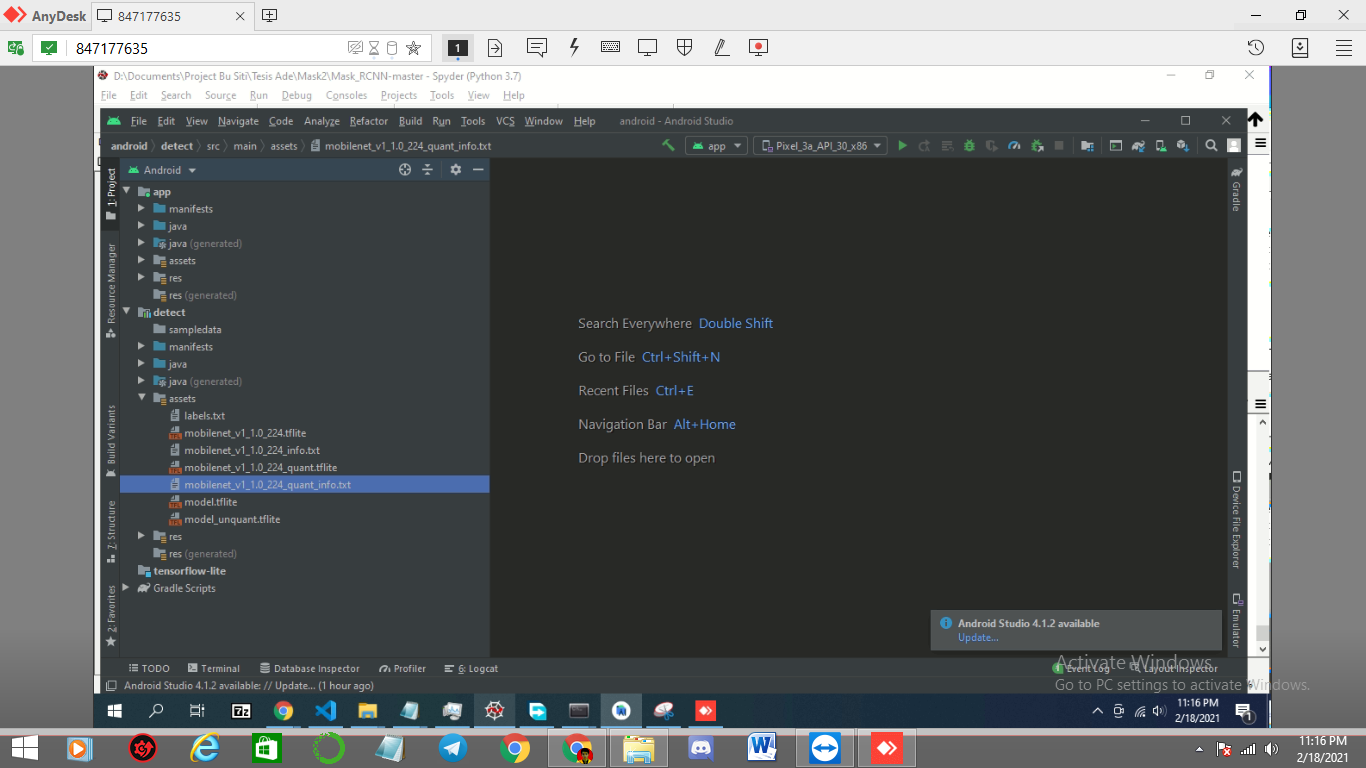 AnyDesk
847177635
847177635
1
D:\Documents\Project Bu Siti\Tesis Ade\Mask2\Mask_RCNN-master - Spyder (Python 3.7)
File Edit Search Source Run Debug Consoles Projects Tools View Help
File Edit View Navigate Code Analyze Refactor Build Run Tools VCS Window Help android - Android Studio
android detect src main assets mobilenet_v1_1.0_224_quant_info.txt app Pixel_3a_API_30_x86
Android
1: Project
Resource Manager
Build Variants
7: Structure
2: Favorites
app
manifests
java
java (generated)
assets
res
res (generated)
detect
sampledata
manifests
java
java (generated)
assets
labels.txt
mobilenet_v1_1.0_224.tflite
mobilenet_v1_1.0_224_info.txt
mobilenet_v1_1.0_224_quant.tflite
mobilenet_v1_1.0_224_quant_info.txt
model.tflite
model_unquant.tflite
res
res (generated)
tensorflow-lite
Gradle Scripts
Search Everywhere Double Shift
Go to File Ctrl+Shift+N
Recent Files Ctrl+E
Navigation Bar Alt+Home
Drop files here to open
Gradle
Device File Explorer
Emulator
Android Studio 4.1.2 available
Update...
TODO Terminal Database Inspector Profiler 6: Logcat Event Log Layout Inspector
Android Studio 4.1.2 available: // Update... (1 hour ago)
Activate Windows
Go to PC settings to activate Windows.
11:16 PM
2/18/2021
1
11:16 PM
2/18/2021